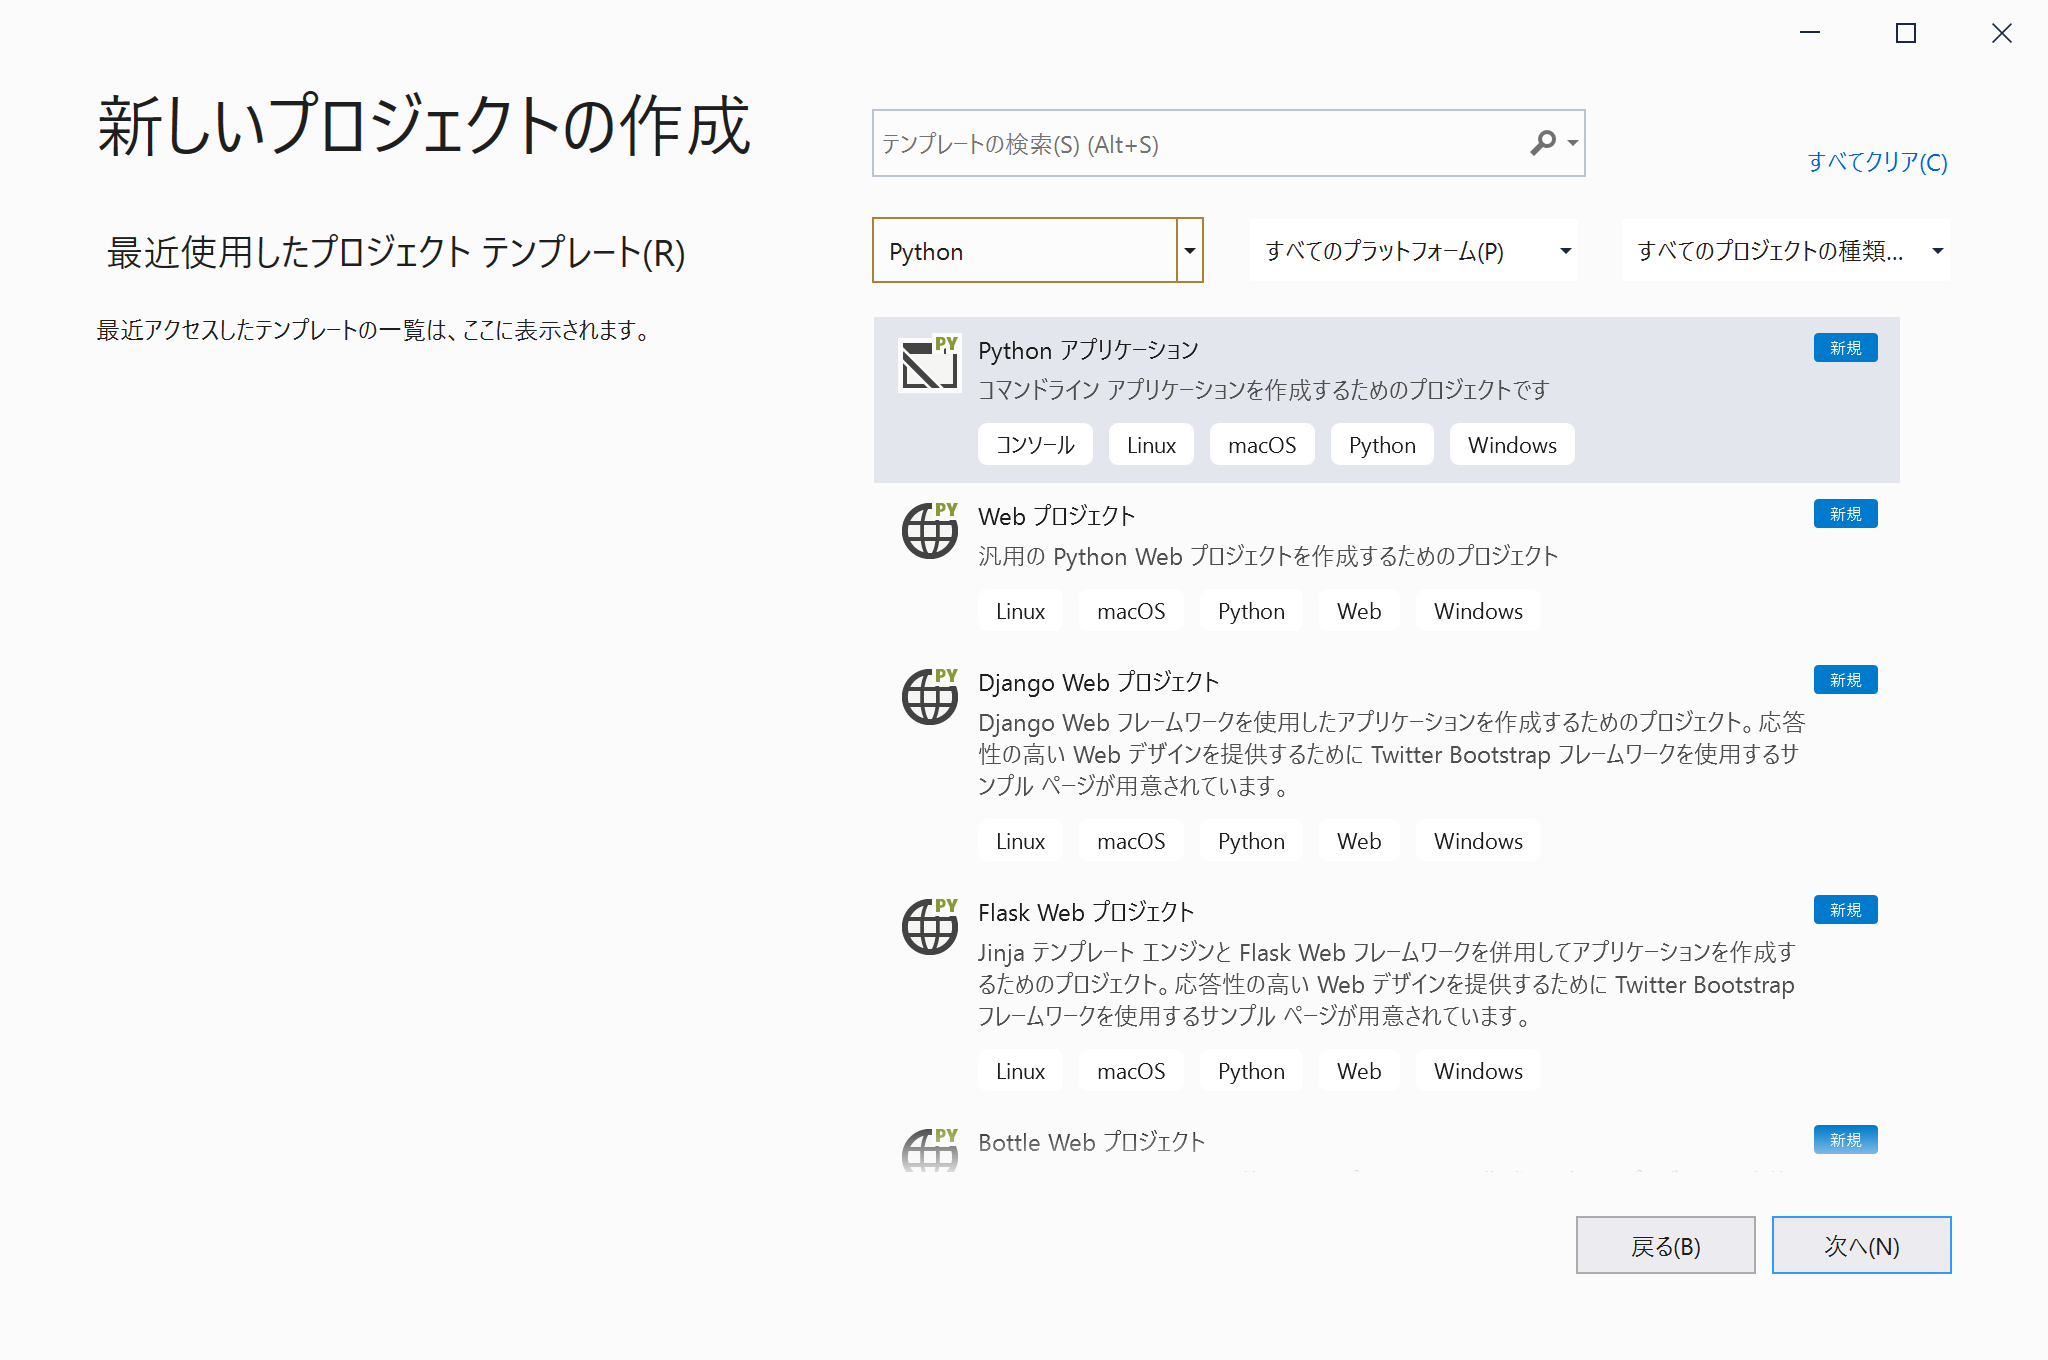 新しいプロジェクトの作成
最近使用したプロジェクト テンプレート(R)
最近アクセスしたテンプレートの一覧は、ここに表示されます。
テンプレートの検索(S) (Alt+S)
すべてクリア(C)
Python
すべてのプラットフォーム(P)
すべてのプロジェクトの種類...
PY
Python アプリケーション
新規
コマンドライン アプリケーションを作成するためのプロジェクトです
コンソール Linux macOS Python Windows
PY
Web プロジェクト
新規
汎用の Python Web プロジェクトを作成するためのプロジェクト
Linux macOS Python Web Windows
PY
Django Web プロジェクト
新規
Django Web フレームワークを使用したアプリケーションを作成するためのプロジェクト。応答
性の高い Web デザインを提供するために Twitter Bootstrap フレームワークを使用するサ
ンプル ページが用意されています。
Linux macOS Python Web Windows
PY
Flask Web プロジェクト
新規
Jinja テンプレート エンジンと Flask Web フレームワークを併用してアプリケーションを作成す
るためのプロジェクト。応答性の高い Web デザインを提供するために Twitter Bootstrap
フレームワークを使用するサンプル ページが用意されています。
Linux macOS Python Web Windows
PY
Bottle Web プロジェクト
新規
戻る(B)
次へ(N)